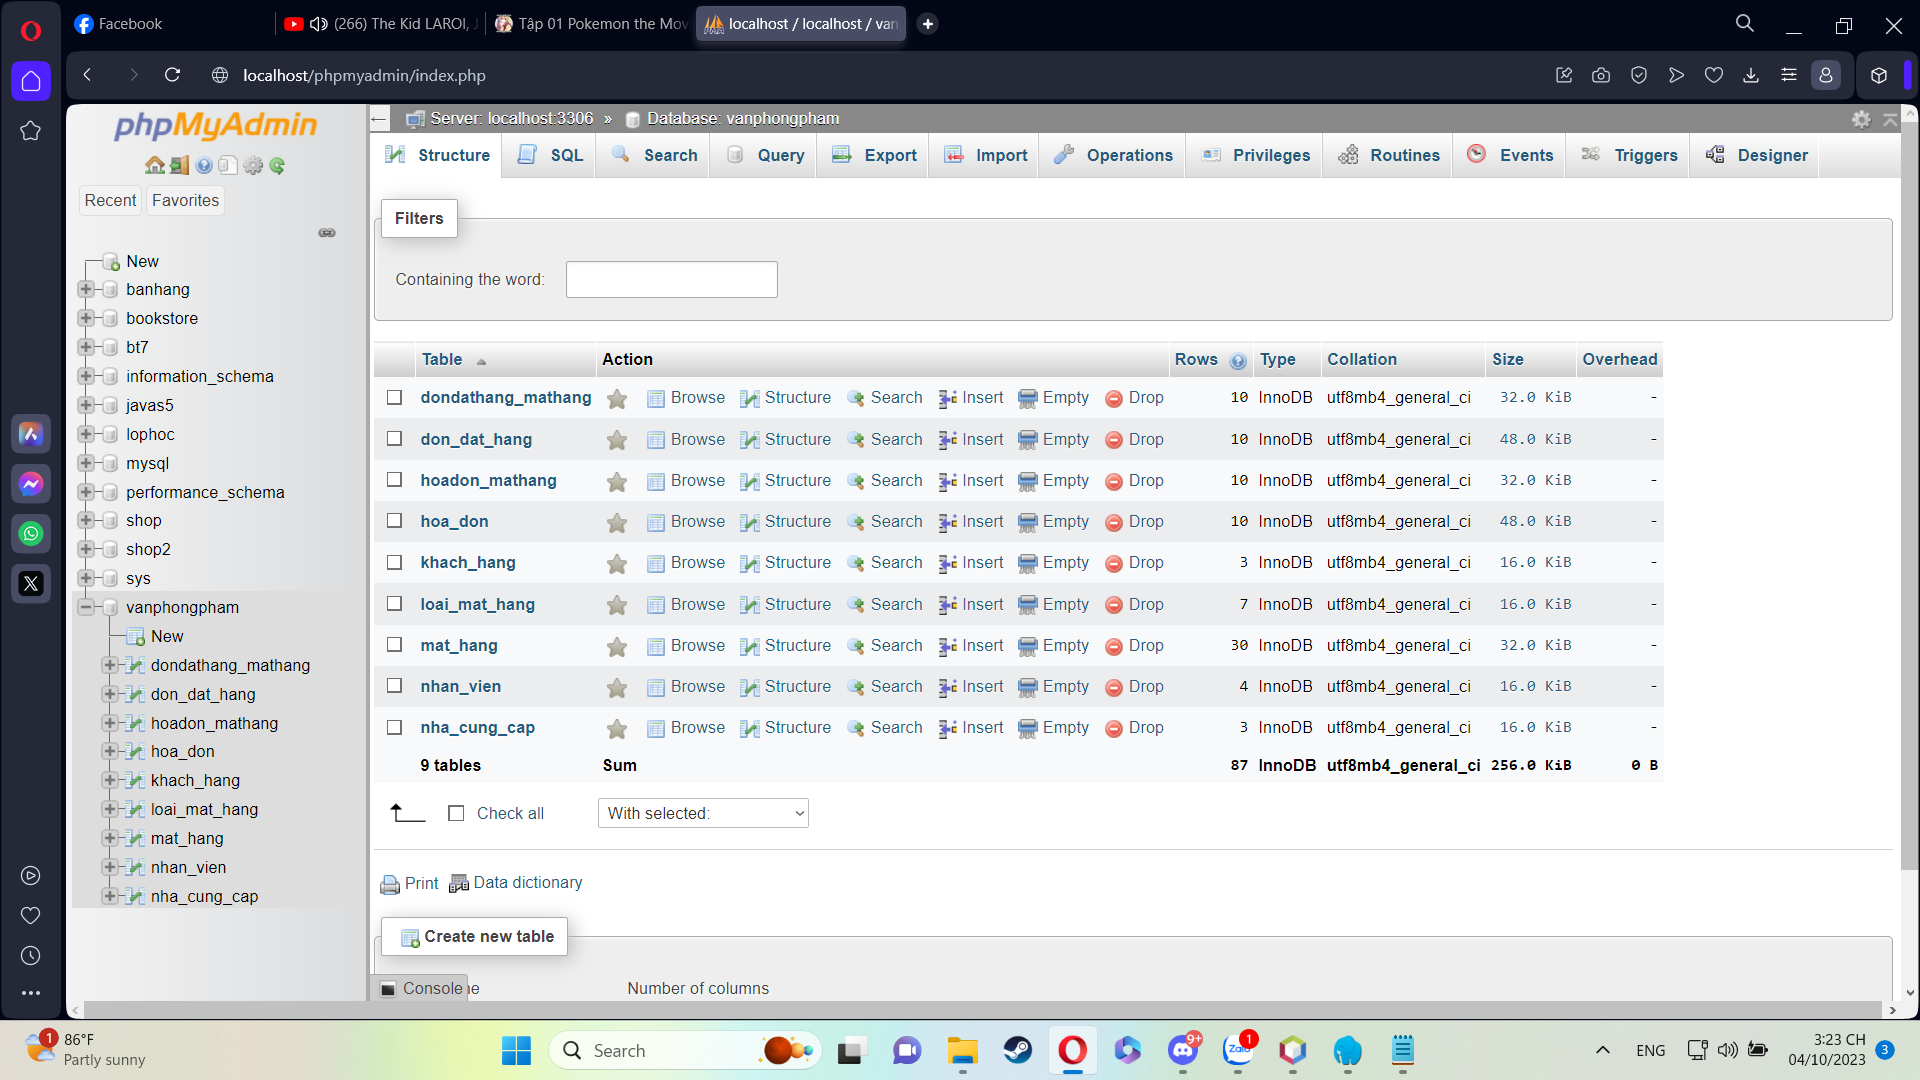 Facebook
(266) The Kid LAROI, J
Tập 01 Pokemon the Mov
localhost / localhost / van
localhost/phpmyadmin/index.php
phpMyAdmin
Recent
Favorites
New
banhang
bookstore
bt7
information_schema
javas5
lophoc
mysql
performance_schema
shop
shop2
sys
vanphongpham
New
dondathang_mathang
don_dat_hang
hoadon_mathang
hoa_don
khach_hang
loai_mat_hang
mat_hang
nhan_vien
nha_cung_cap
Server: localhost:3306 » Database: vanphongpham
Structure SQL Search Query Export Import Operations Privileges Routines Events Triggers Designer
Filters
Containing the word:
Table Action Rows Type Collation Size Overhead
dondathang_mathang Browse Structure Search Insert Empty Drop 10 InnoDB utf8mb4_general_ci 32.0 KiB -
don_dat_hang Browse Structure Search Insert Empty Drop 10 InnoDB utf8mb4_general_ci 48.0 KiB -
hoadon_mathang Browse Structure Search Insert Empty Drop 10 InnoDB utf8mb4_general_ci 32.0 KiB -
hoa_don Browse Structure Search Insert Empty Drop 10 InnoDB utf8mb4_general_ci 48.0 KiB -
khach_hang Browse Structure Search Insert Empty Drop 3 InnoDB utf8mb4_general_ci 16.0 KiB -
loai_mat_hang Browse Structure Search Insert Empty Drop 7 InnoDB utf8mb4_general_ci 16.0 KiB -
mat_hang Browse Structure Search Insert Empty Drop 30 InnoDB utf8mb4_general_ci 32.0 KiB -
nhan_vien Browse Structure Search Insert Empty Drop 4 InnoDB utf8mb4_general_ci 16.0 KiB -
nha_cung_cap Browse Structure Search Insert Empty Drop 3 InnoDB utf8mb4_general_ci 16.0 KiB -
9 tables Sum 87 InnoDB utf8mb4_general_ci 256.0 KiB 0 B
Check all With selected:
Print Data dictionary
Create new table
Console
Number of columns
1
86°F
Partly sunny
Search
9+
Zalo
1
ENG
3:23 CH
04/10/2023
3